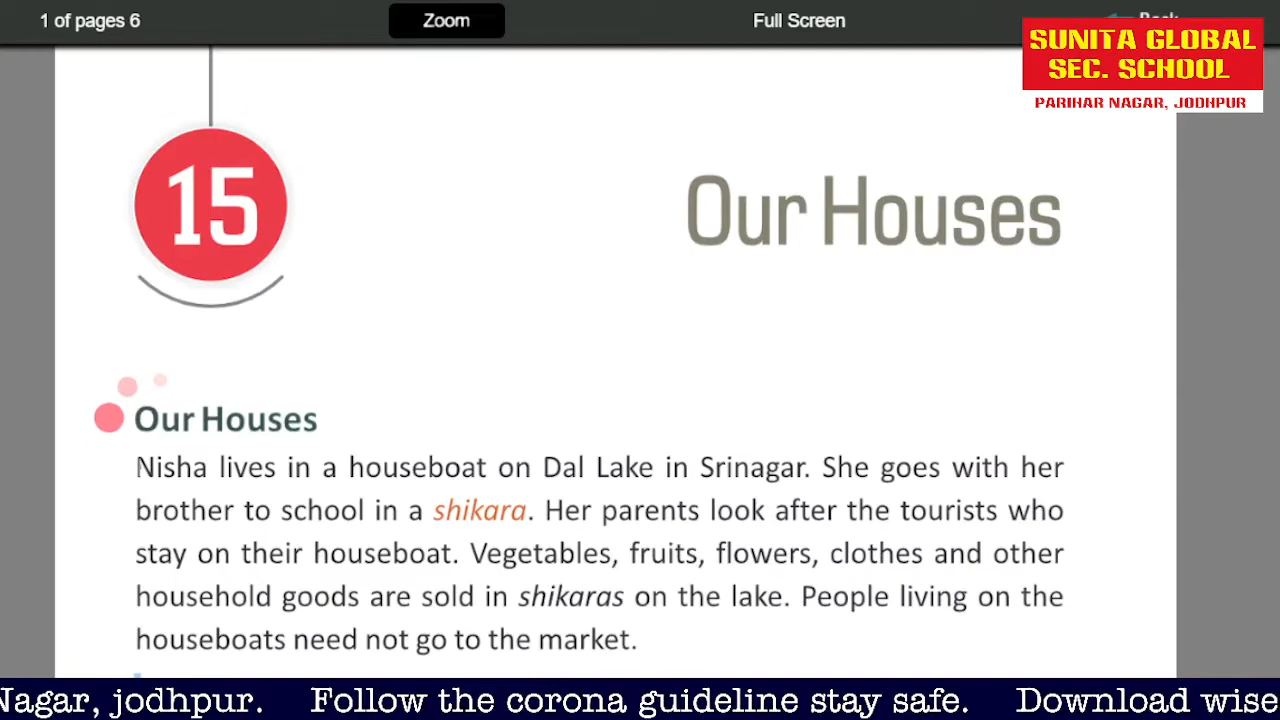 1 of pages 6
Zoom
Full Screen
SUNITA GLOBAL
SEC. SCHOOL
PARIHAR NAGAR, JODHPUR
15
Our Houses
Our Houses
Nisha lives in a houseboat on Dal Lake in Srinagar. She goes with her
brother to school in a shikara. Her parents look after the tourists who
stay on their houseboat. Vegetables, fruits, flowers, clothes and other
household goods are sold in shikaras on the lake. People living on the
houseboats need not go to the market.
Nagar, jodhpur. Follow the corona guideline stay safe. Download wise